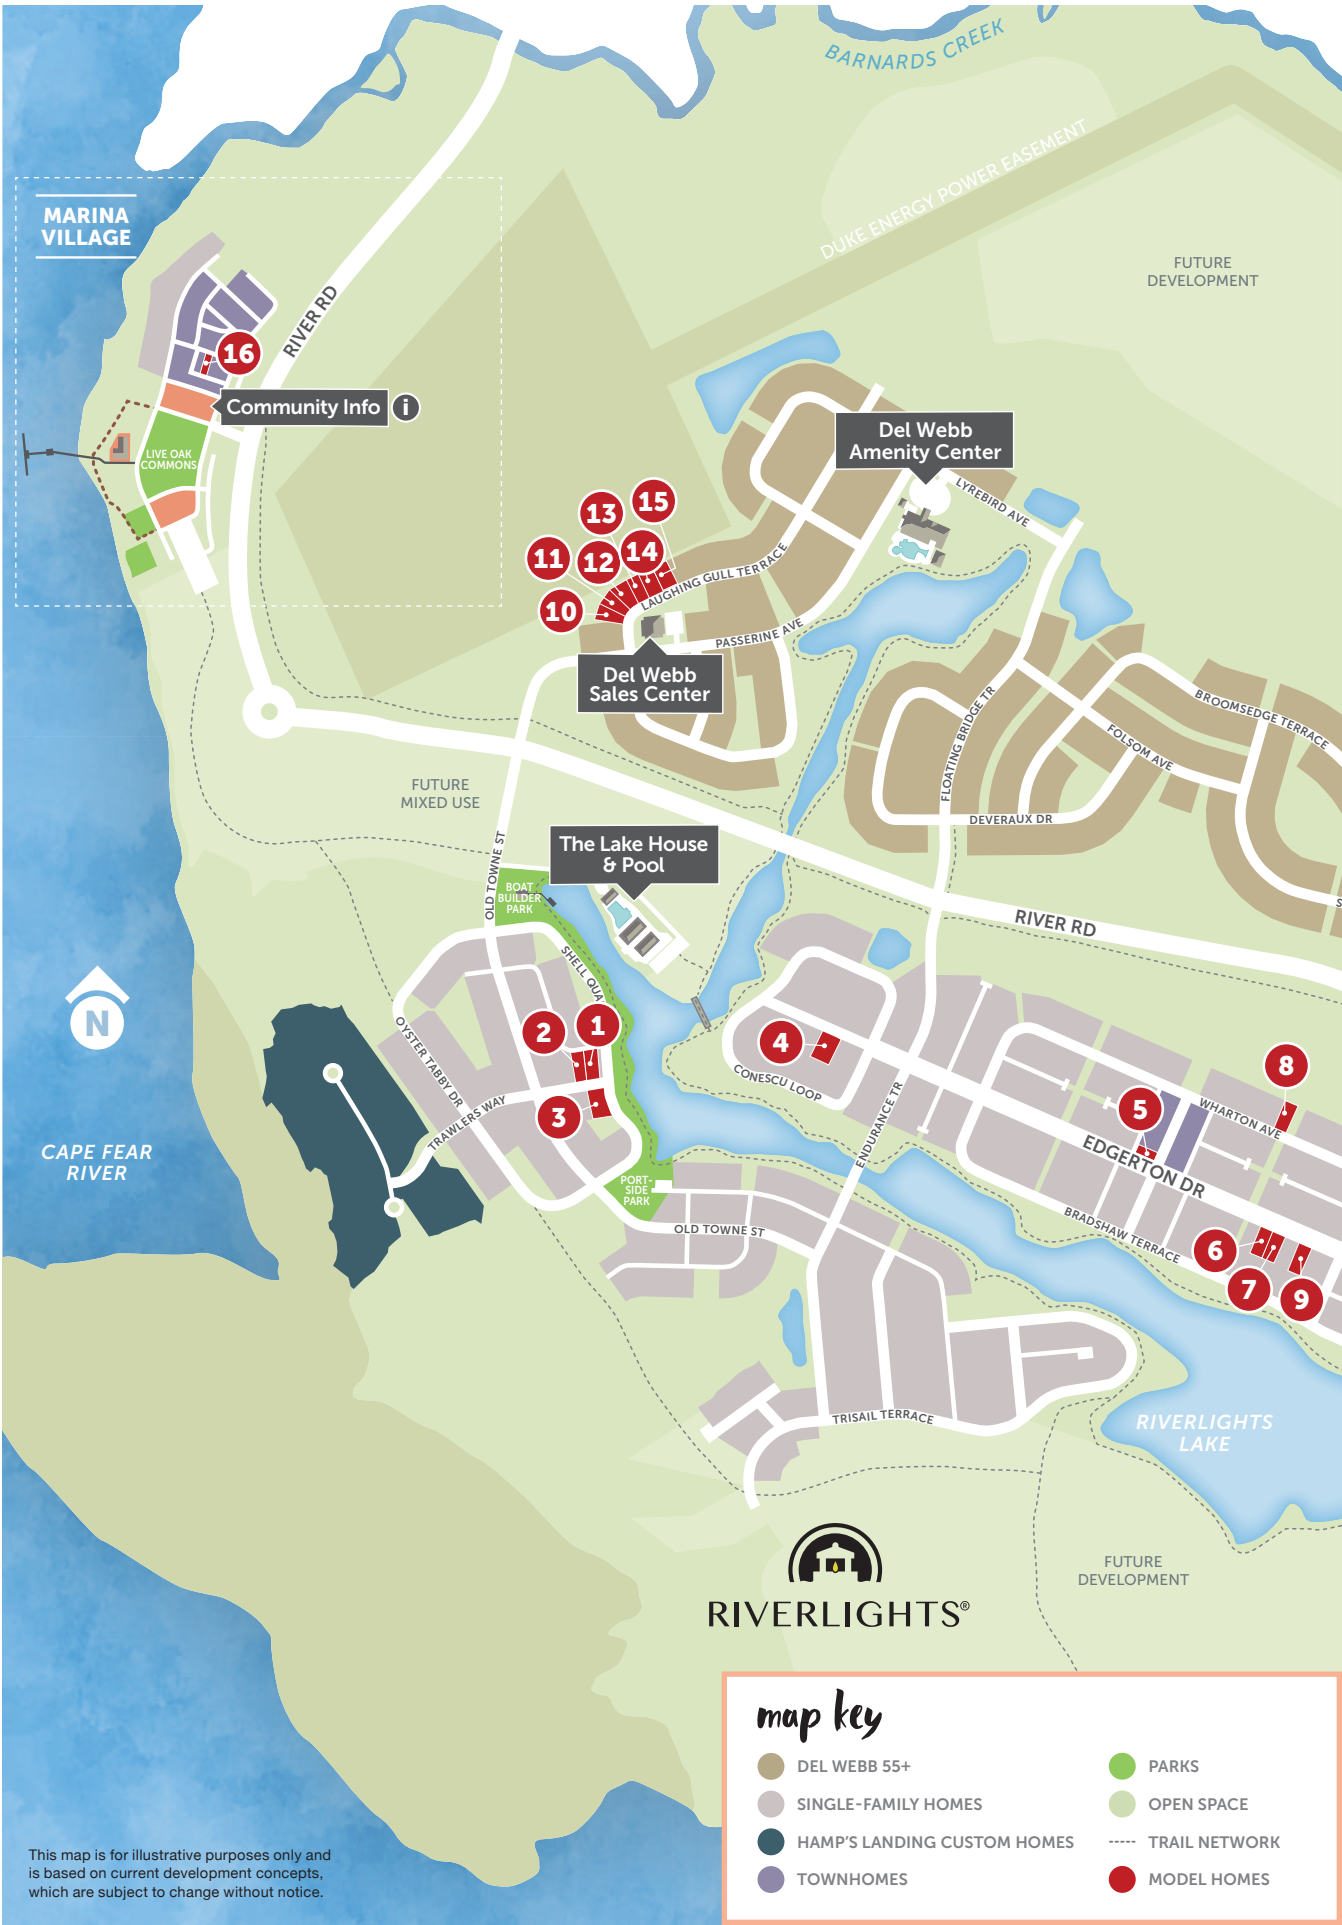 BARNARDS CREEK
DUKE ENERGY POWER EASEMENT
MARINA
VILLAGE
FUTURE
DEVELOPMENT
RIVER RD
16
Community Info
i
LIVE OAK
COMMONS
Del Webb
Amenity Center
LYREBIRD AVE
13
15
11
12
14
10
LAUGHING GULL TERRACE
PASSERINE AVE
Del Webb
Sales Center
FLOATING BRIDGE TR
BROOMSEDGE TERRACE
FOLSOM AVE
DEVERAUX DR
FUTURE
MIXED USE
OLD TOWNE ST
The Lake House
& Pool
BOAT
BUILDER
PARK
RIVER RD
S
SHELL QUA
N
2
1
4
3
OYSTER TABBY DR
TRAWLERS WAY
CONESCU LOOP
ENDURANCE TR
8
5
WHARTON AVE
EDGERTON DR
BRADSHAW TERRACE
CAPE FEAR
RIVER
PORT-
SIDE
PARK
OLD TOWNE ST
6
7
9
TRISAIL TERRACE
RIVERLIGHTS
LAKE
FUTURE
DEVELOPMENT
RIVERLIGHTS®
map key
DEL WEBB 55+
SINGLE-FAMILY HOMES
HAMP'S LANDING CUSTOM HOMES
TOWNHOMES
PARKS
OPEN SPACE
TRAIL NETWORK
MODEL HOMES
This map is for illustrative purposes only and
is based on current development concepts,
which are subject to change without notice.